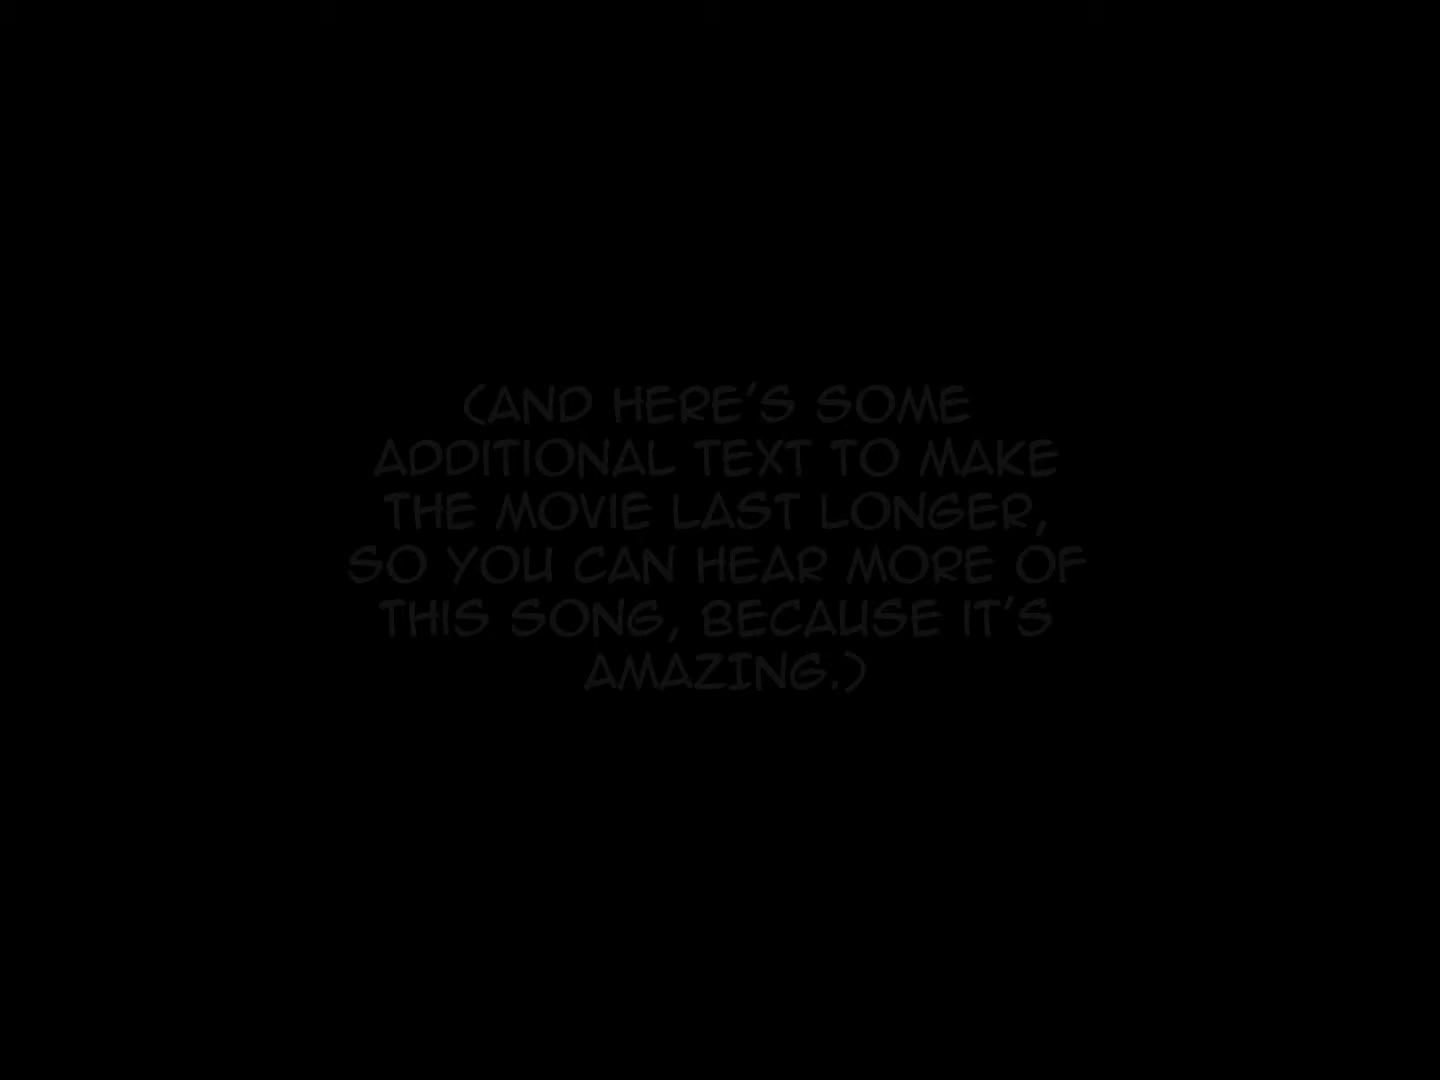 (AND HERE'S SOME
ADDITIONAL TEXT TO MAKE
THE MOVIE LAST LONGER,
SO YOU CAN HEAR MORE OF
THIS SONG, BECAUSE IT'S
AMAZING.)